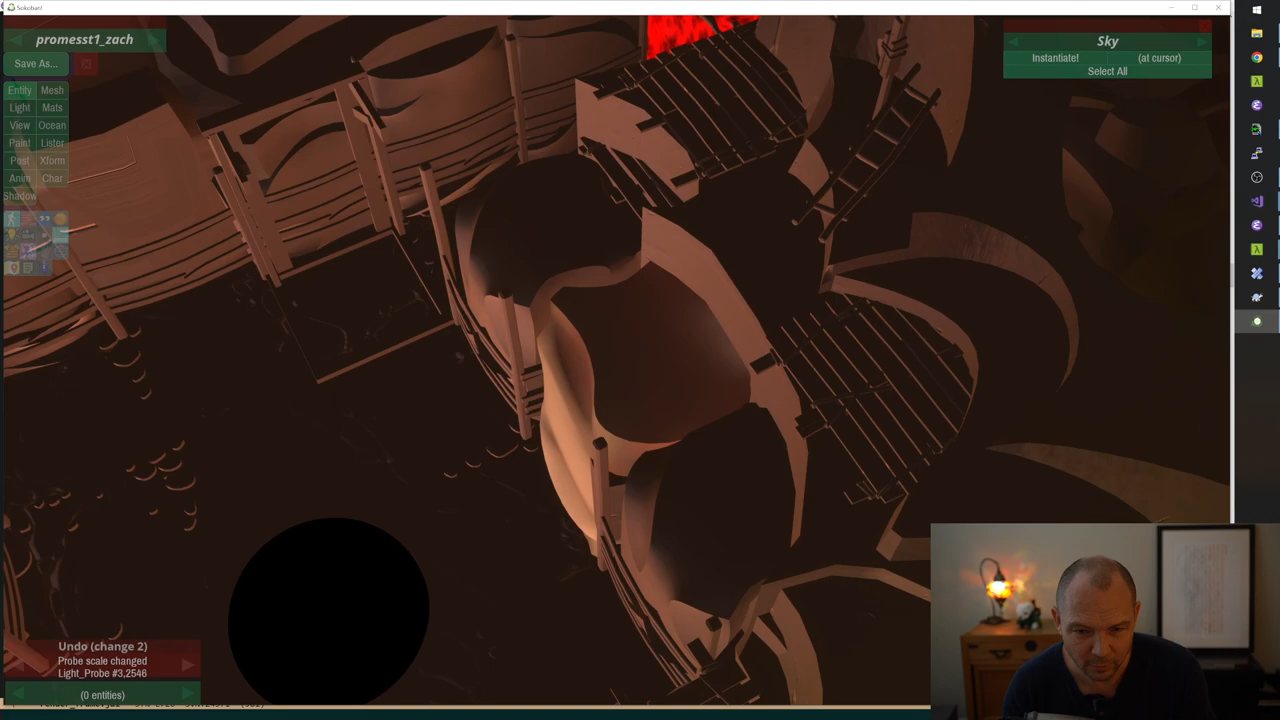 Sokoban!
promesst1_zach
Save As...
Entity Mesh
Light Mats
View Ocean
Paint Lister
Post Xform
Anim Char
Shadow
Sky
Instantiate! (at cursor)
Select All
Undo (change 2)
Probe scale changed
Light_Probe #3,2546
(0 entities)